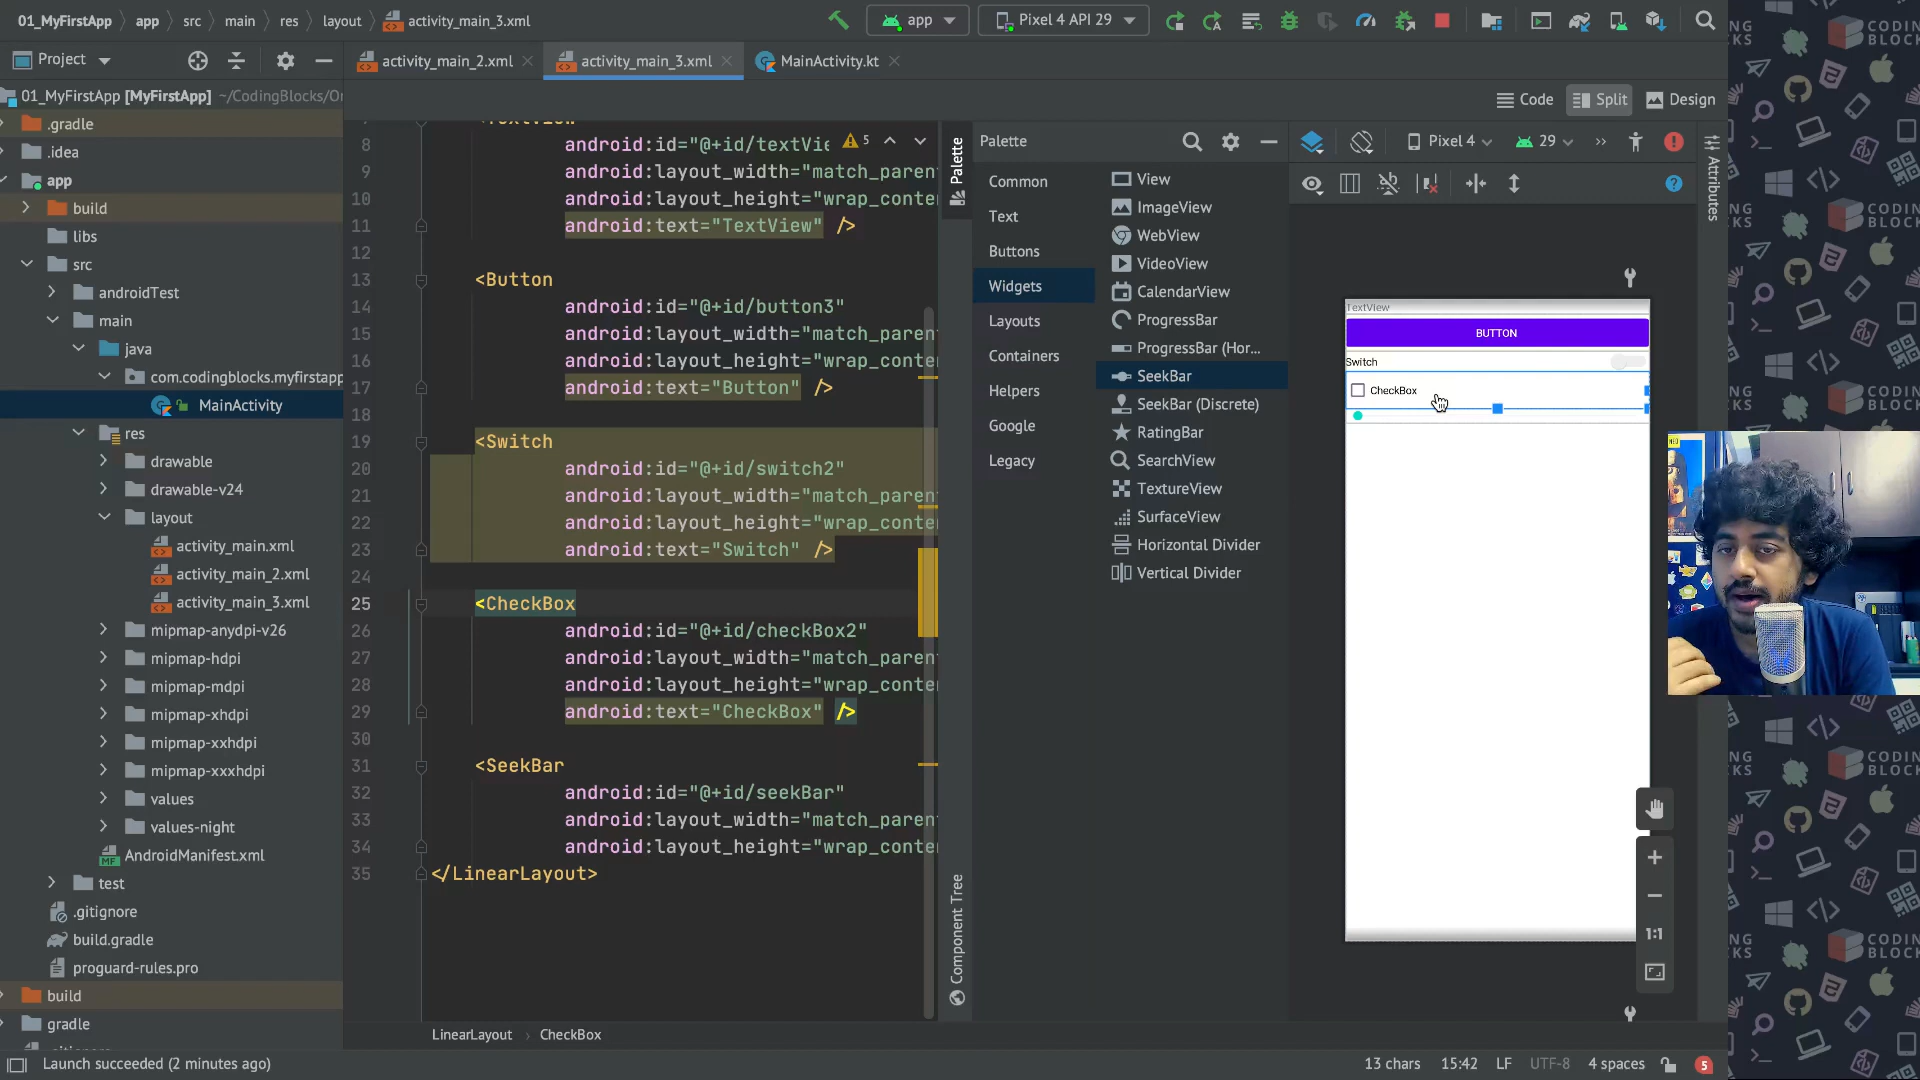 01_MyFirstApp
app
src
main
res
layout
activity_main_3.xml
app
Pixel 4 API 29
Project
activity_main_2.xml
activity_main_3.xml
MainActivity.kt
Code
Split
Design
01_MyFirstApp [MyFirstApp] ~/CodingBlocks/
.gradle
.idea
app
build
libs
src
androidTest
main
java
com.codingblocks.myfirstapp
MainActivity
res
drawable
drawable-v24
layout
activity_main.xml
activity_main_2.xml
activity_main_3.xml
mipmap-anydpi-v26
mipmap-hdpi
mipmap-mdpi
mipmap-xhdpi
mipmap-xxhdpi
mipmap-xxxhdpi
values
values-night
AndroidManifest.xml
test
.gitignore
build.gradle
proguard-rules.pro
build
gradle
5
8 android:id="@+id/textVie
9 android:layout_width="match_paren
10 android:layout_height="wrap_conte
11 android:text="TextView" />
12
13 <Button
14 android:id="@+id/button3"
15 android:layout_width="match_paren
16 android:layout_height="wrap_conte
17 android:text="Button" />
18
19 <Switch
20 android:id="@+id/switch2"
21 android:layout_width="match_paren
22 android:layout_height="wrap_conte
23 android:text="Switch" />
24
25 <CheckBox
26 android:id="@+id/checkBox2"
27 android:layout_width="match_paren
28 android:layout_height="wrap_conte
29 android:text="CheckBox" />
30
31 <SeekBar
32 android:id="@+id/seekBar"
33 android:layout_width="match_paren
34 android:layout_height="wrap_conte
35 </LinearLayout>
LinearLayout › CheckBox
Palette
Component Tree
Palette
Common
Text
Buttons
Widgets
Layouts
Containers
Helpers
Google
Legacy
View
ImageView
WebView
VideoView
CalendarView
ProgressBar
ProgressBar (Hor...
SeekBar
SeekBar (Discrete)
RatingBar
SearchView
TextureView
SurfaceView
Horizontal Divider
Vertical Divider
Pixel 4
29
Attributes
TextView
BUTTON
Switch
CheckBox
1:1
Launch succeeded (2 minutes ago)
13 chars
15:42
LF
UTF-8
4 spaces
5
CODIN
BLOCK